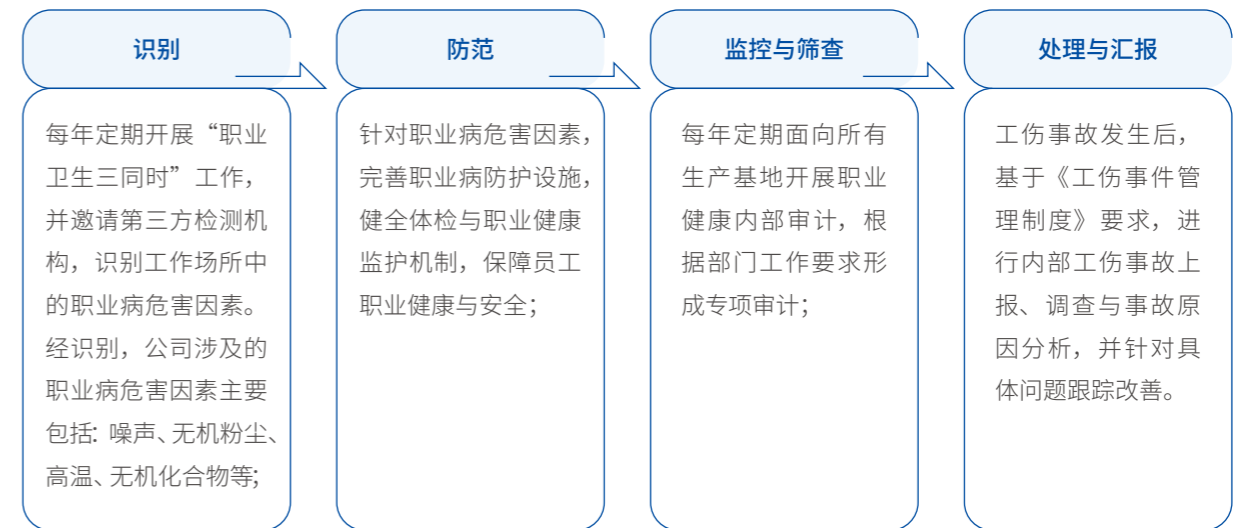 识别
每年定期开展“职业
卫生三同时”工作，
并邀请第三方检测机
构，识别工作场所中
的职业病危害因素。
经识别，公司涉及的
职业病危害因素主要
包括：噪声、无机粉尘、
高温、无机化合物等；
防范
针对职业病危害因素，
完善职业病防护设施，
健全体检与职业健康
监护机制，保障员工
职业健康与安全；
监控与筛查
每年定期面向所有
生产基地开展职业
健康内部审计，根
据部门工作要求形
成专项审计；
处理与汇报
工伤事故发生后，
基于《工伤事件管
理制度》要求，进
行内部工伤事故上
报、调查与事故原
因分析，并针对具
体问题跟踪改善。